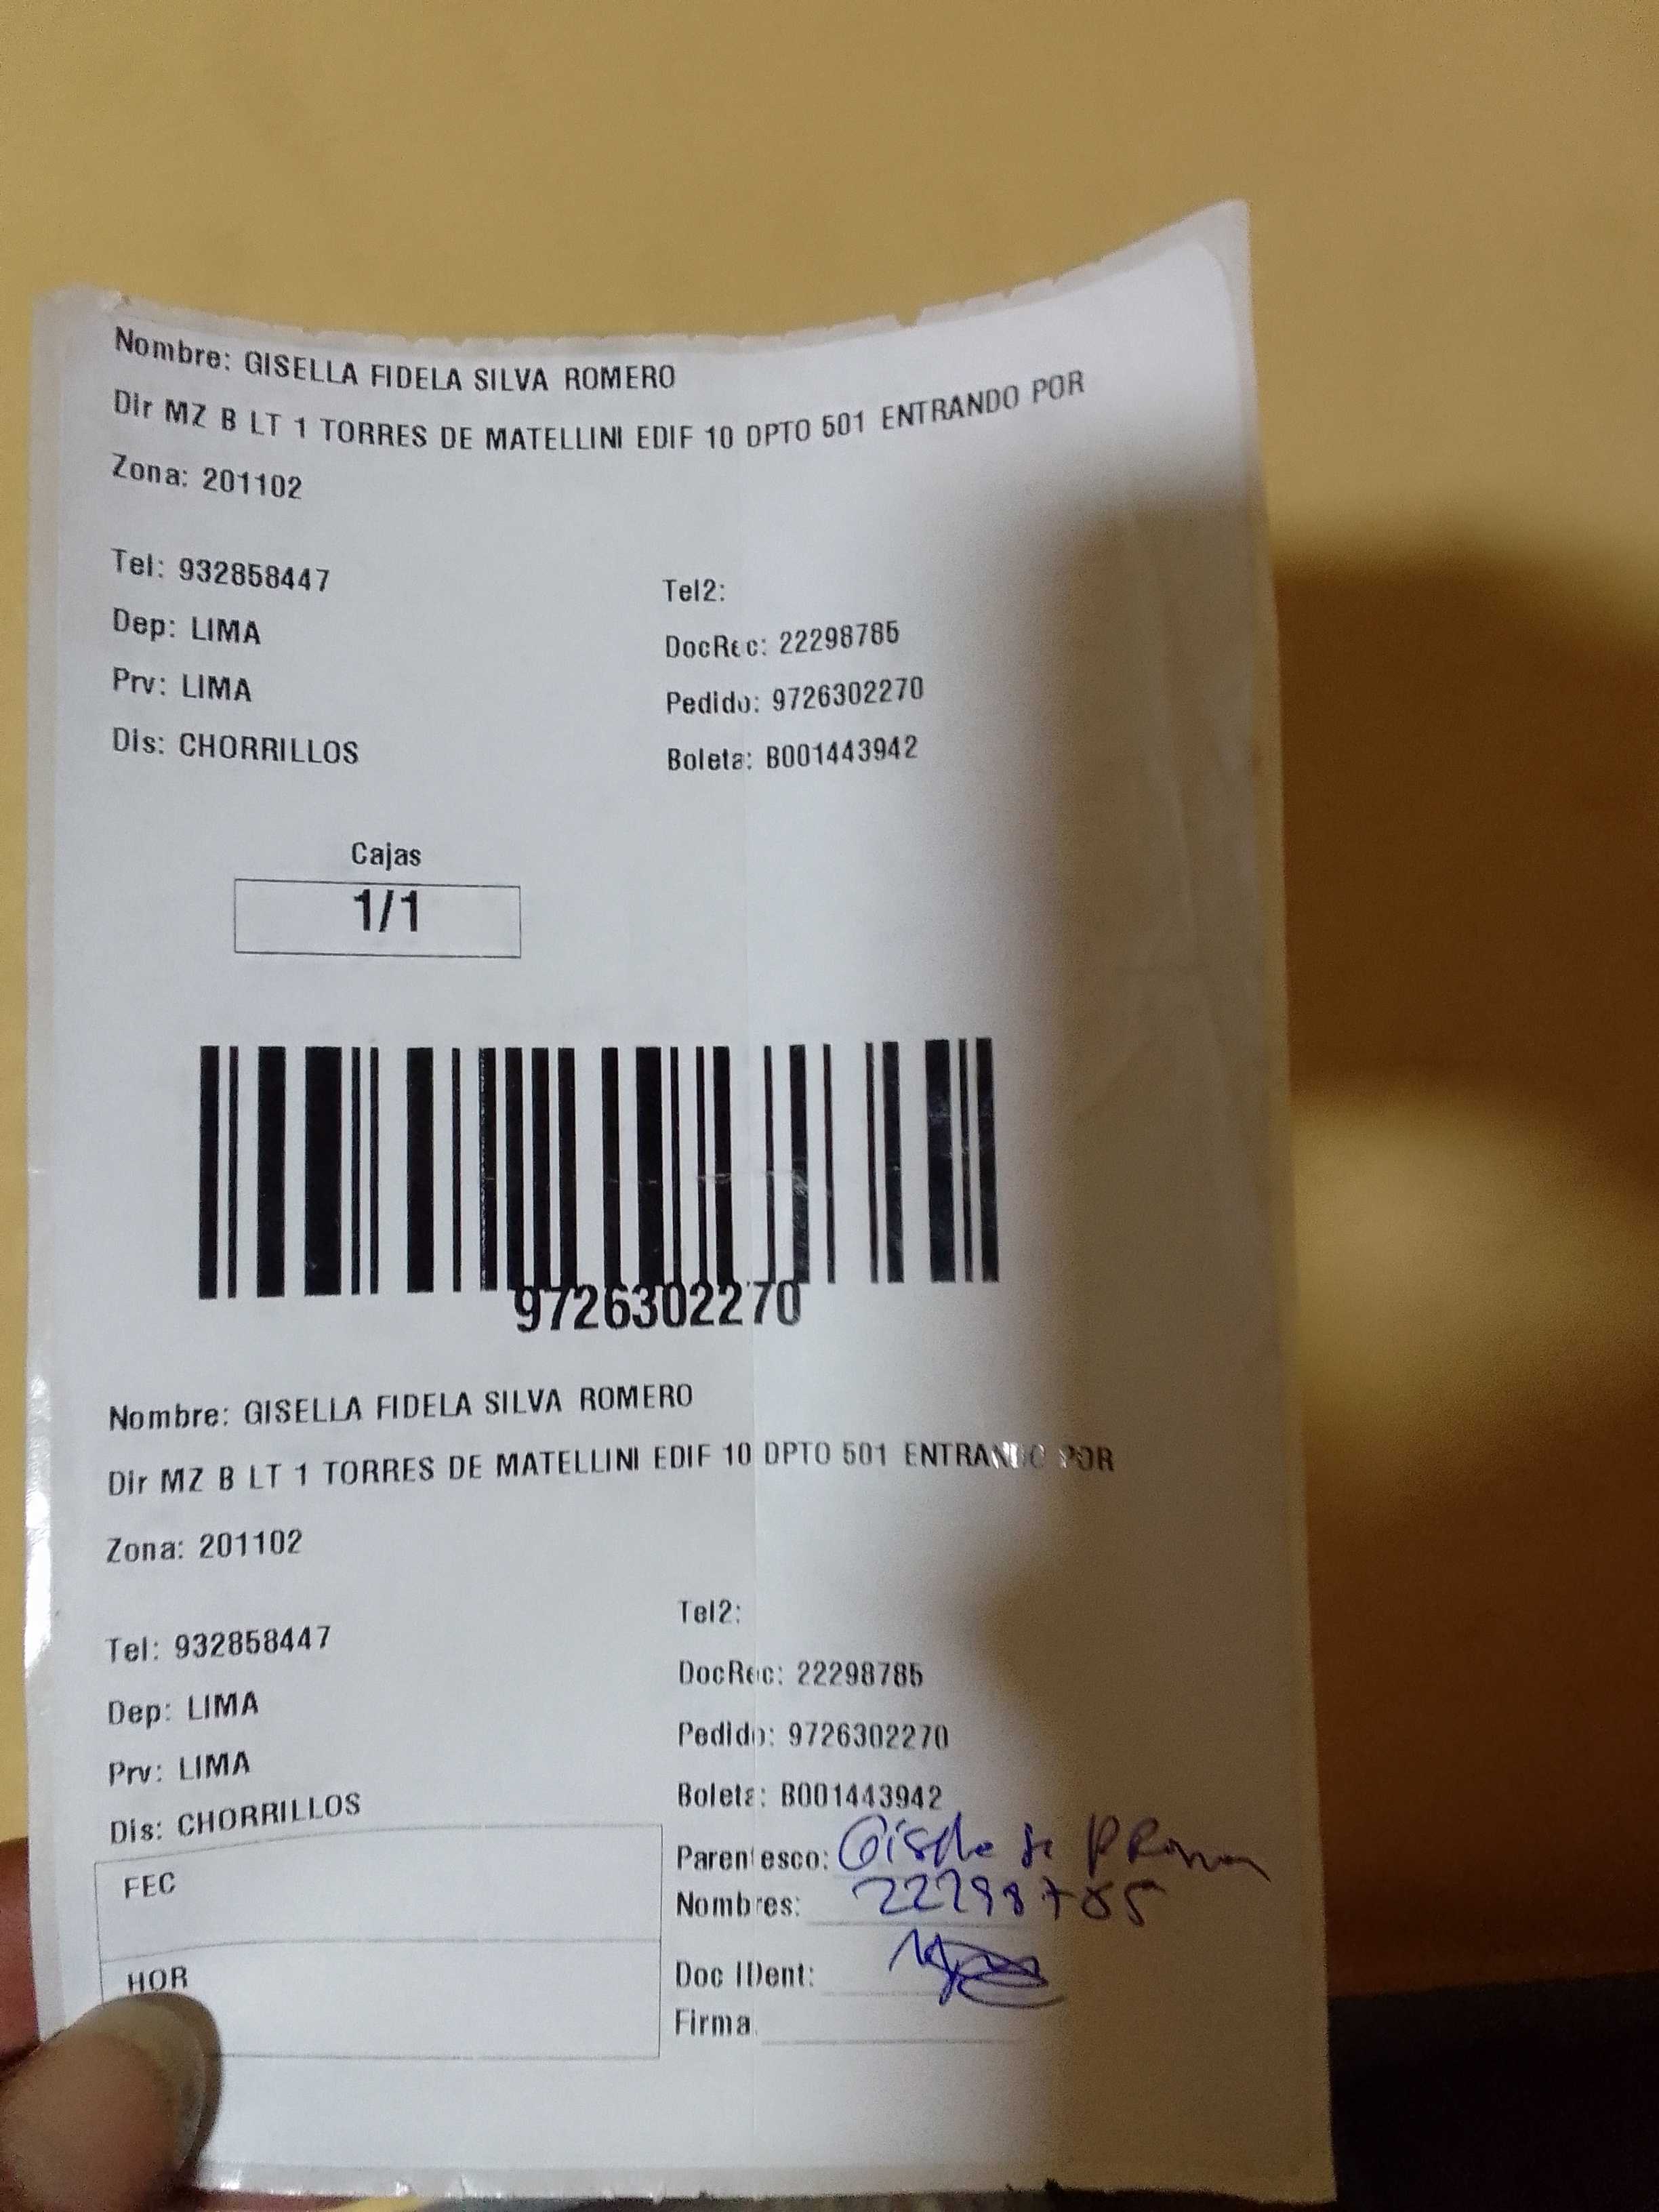 Nombre: GISELLA FIDELA SILVA ROMERO
Dir MZ B LT 1 TORRES DE MATELLINI EDIF 10 DPTO 501 ENTRANDO POR
Zona: 201102
Tel: 932858447
Tel2:
Dep: LIMA
DocRec: 22298785
Prv: LIMA
Pedido: 9726302270
Dis: CHORRILLOS
Boleta: B001443942
Cajas
1/1
9726302270
Nombre: GISELLA FIDELA SILVA ROMERO
Dir MZ B LT 1 TORRES DE MATELLINI EDIF 10 DPTO 501 ENTRANDO POR
Zona: 201102
Tel2:
Tel: 932858447
DocRec: 22298785
Dep: LIMA
Pedido: 9726302270
Prv: LIMA
Boleta: B001443942
Dis: CHORRILLOS
Parentesco:
FEC
Nombres: 22298785
HOR
Doc IDent:
Firma